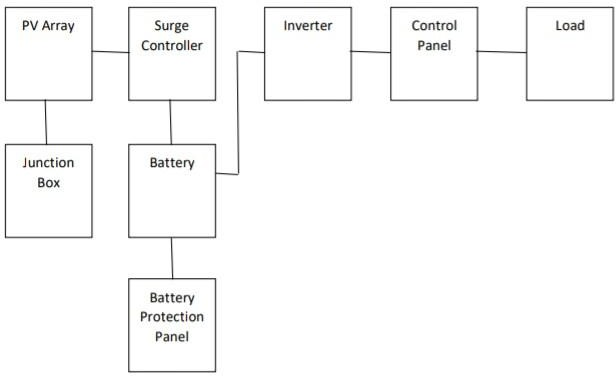 PV Array
Surge
Controller
Inverter
Control
Panel
Load
Junction
Box
Battery
Battery
Protection
Panel